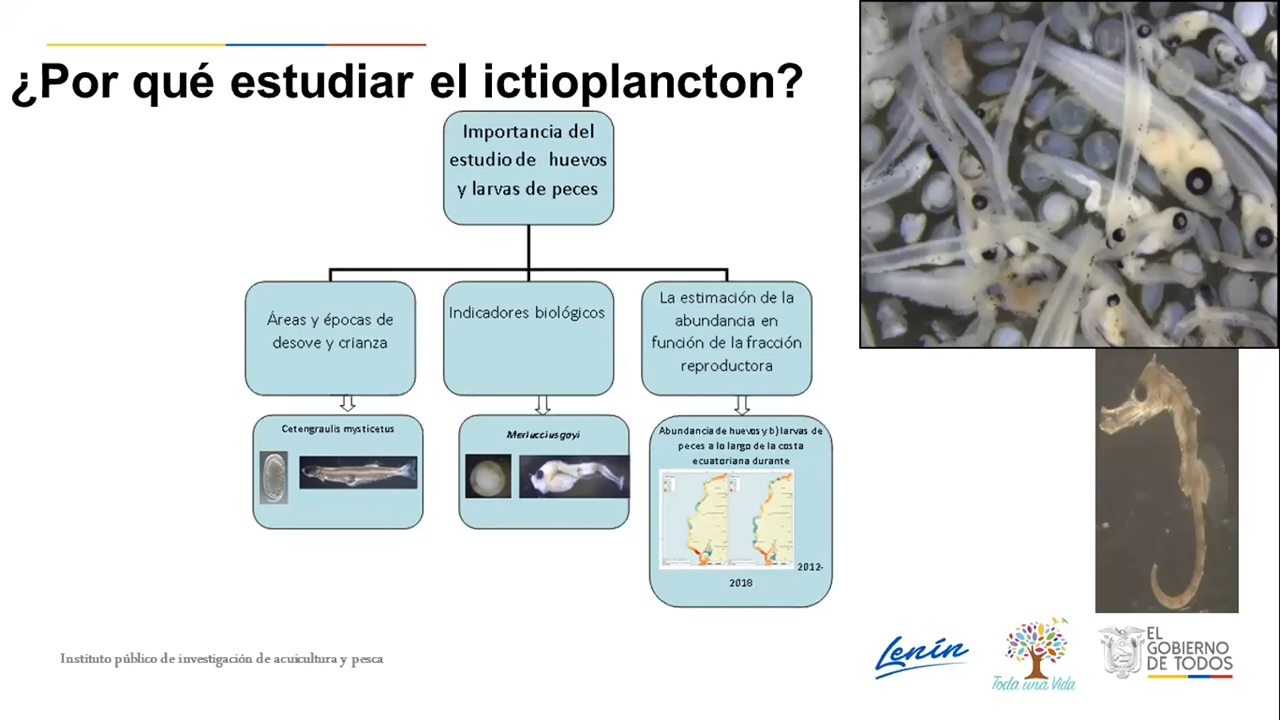 ¿Por qué estudiar el ictioplancton?
Importancia del
estudio de huevos
y larvas de peces
Áreas y épocas de
desove y crianza
Indicadores biológicos
La estimación de la
abundancia en
función de la fracción
reproductora
Cetengraulis mysticetus
Merluccius gayi
Abundancia de huevos y b) larvas de
peces a lo largo de la costa
ecuatoriana durante
2012-
2018
Instituto público de investigación de acuicultura y pesca
Lenín
Toda una Vida
EL
GOBIERNO
DE TODOS